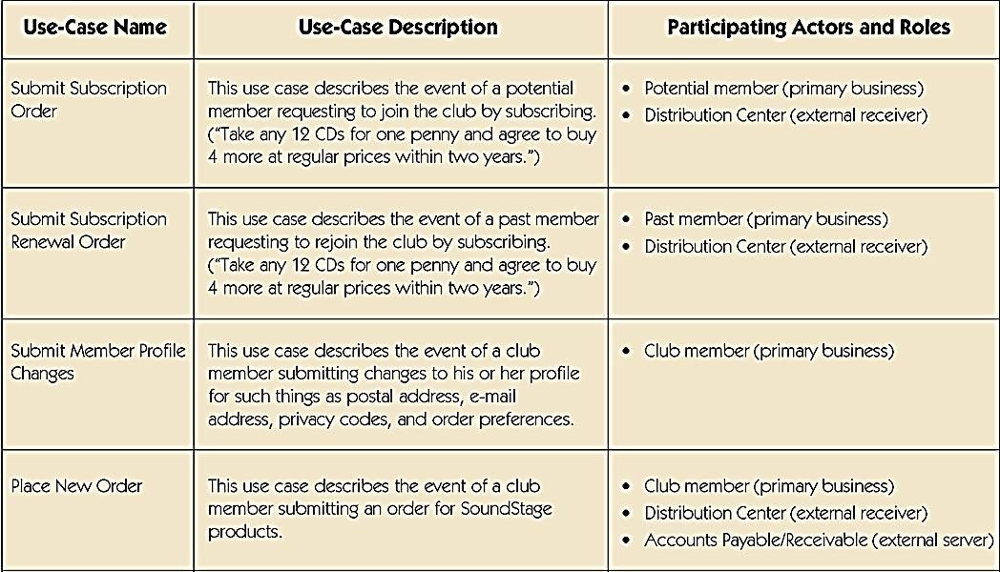 Use-Case Name
Use-Case Description
Participating Actors and Roles
Submit Subscription
Order
This use case describes the event of a potential
member requesting to join the club by subscribing.
(“Take any 12 CDs for one penny and agree to buy
4 more at regular prices within two years.”)
• Potential member (primary business)
• Distribution Center (external receiver)
Submit Subscription
Renewal Order
This use case describes the event of a past member
requesting to rejoin the club by subscribing.
(“Take any 12 CDs for one penny and agree to buy
4 more at regular prices within two years.”)
• Past member (primary business)
• Distribution Center (external receiver)
Submit Member Profile
Changes
This use case describes the event of a club
member submitting changes to his or her profile
for such things as postal address, e-mail
address, privacy codes, and order preferences.
• Club member (primary business)
Place New Order
This use case describes the event of a club
member submitting an order for SoundStage
products.
• Club member (primary business)
• Distribution Center (external receiver)
• Accounts Payable/Receivable (external server)